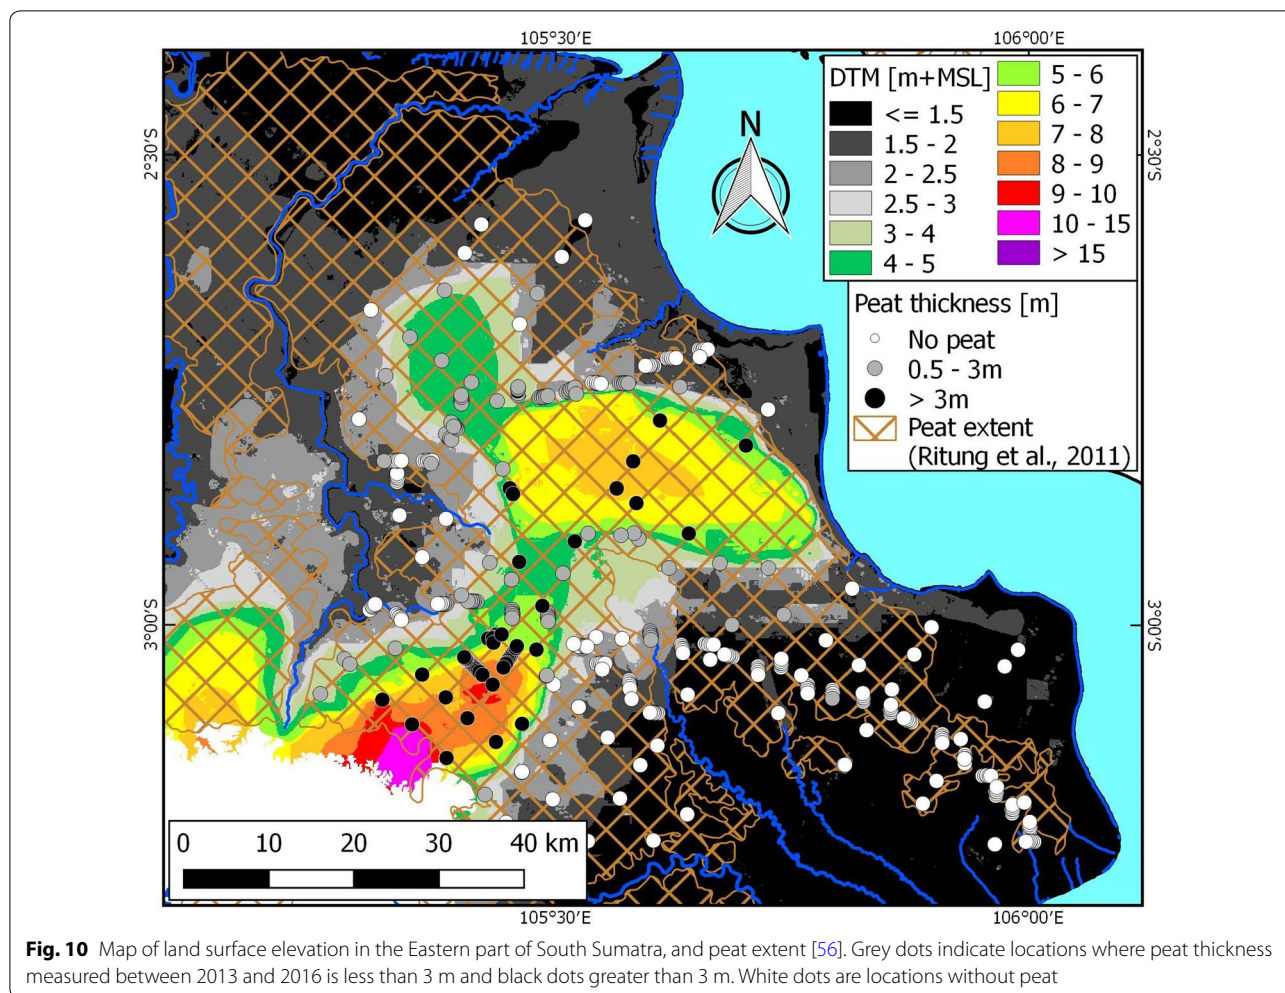 105°30′E 106°00′E
DTM [m+MSL]
<= 1.5
1.5 - 2
2 - 2.5
2.5 - 3
3 - 4
4 - 5
5 - 6
6 - 7
7 - 8
8 - 9
9 - 10
10 - 15
> 15
N
2°30′S
2°30′S
Peat thickness [m]
No peat
0.5 - 3m
> 3m
Peat extent
(Ritung et al., 2011)
3°00′S
3°00′S
0 10 20 30 40 km
105°30′E 106°00′E
Fig. 10 Map of land surface elevation in the Eastern part of South Sumatra, and peat extent [56]. Grey dots indicate locations where peat thickness
measured between 2013 and 2016 is less than 3 m and black dots greater than 3 m. White dots are locations without peat